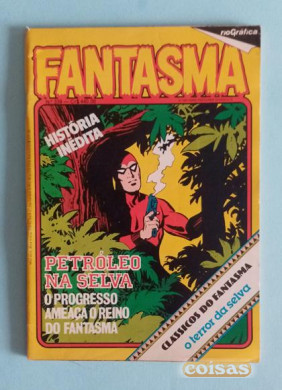 rioGráfica
FANTASMA
HISTÓRIA
INÉDITA
PETRÓLEO
NA SELVA
O PROGRESSO
AMEAÇA O REINO
DO FANTASMA
CLÁSSICOS DO FANTASMA
o terror da selva
coisas